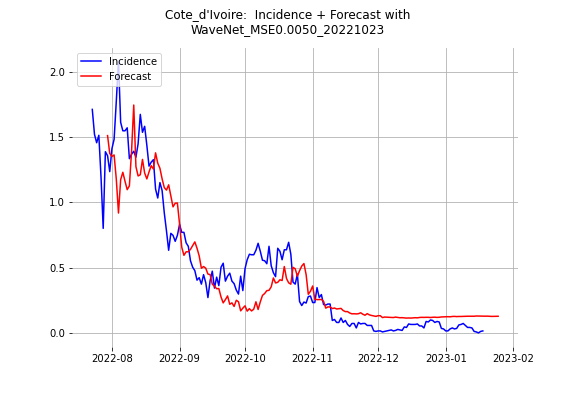 Cote_d'Ivoire:  Incidence + Forecast with
WaveNet_MSE0.0050_20221023
Incidence
Forecast
2.0
1.5
1.0
0.5
0.0
2022-08 2022-09 2022-10 2022-11 2022-12 2023-01 2023-02